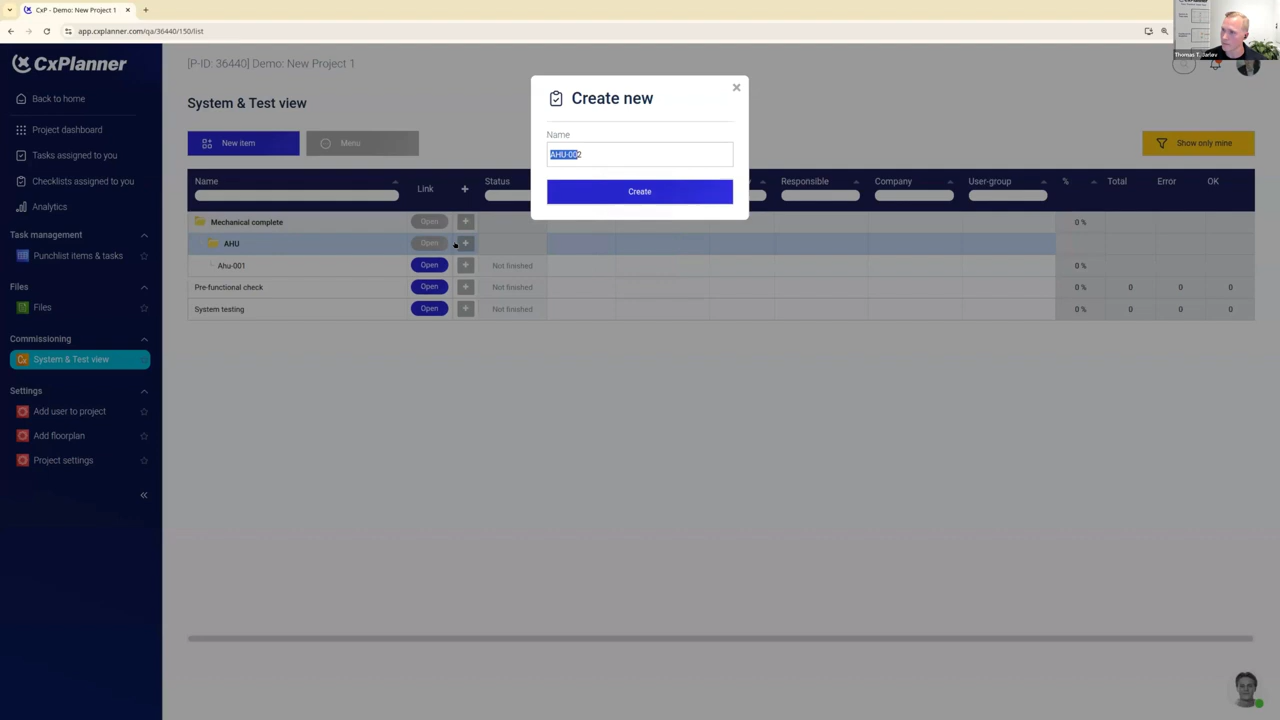 CxP - Demo: New Project 1
app.cxplanner.com/qa/36440/150/list
Thomas T. Jarløv
CxPlanner
[P-ID: 36440] Demo: New Project 1
Back to home
System & Test view
Project dashboard
Tasks assigned to you
Checklists assigned to you
Analytics
Task management
Punchlist items & tasks
Files
Files
Commissioning
System & Test view
Settings
Add user to project
Add floorplan
Project settings
New item
Menu
Show only mine
Name
Link
+
Status
Responsible
Company
User-group
%
Total
Error
OK
Mechanical complete
Open
+
0 %
AHU
Open
+
Ahu-001
Open
+
Not finished
0 %
Pre-functional check
Open
+
Not finished
0 %
0
0
0
System testing
Open
+
Not finished
0 %
0
0
0
Create new
Name
AHU-002
Create